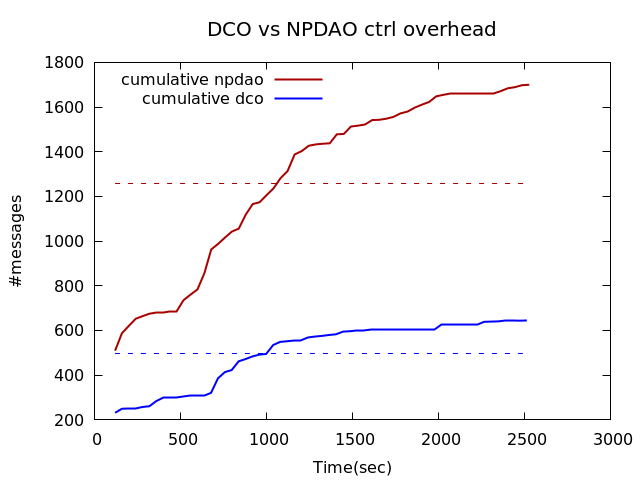 DCO vs NPDAO ctrl overhead
cumulative npdao
cumulative dco
1800
1600
1400
1200
1000
800
600
400
200
#messages
0 500 1000 1500 2000 2500 3000
Time(sec)